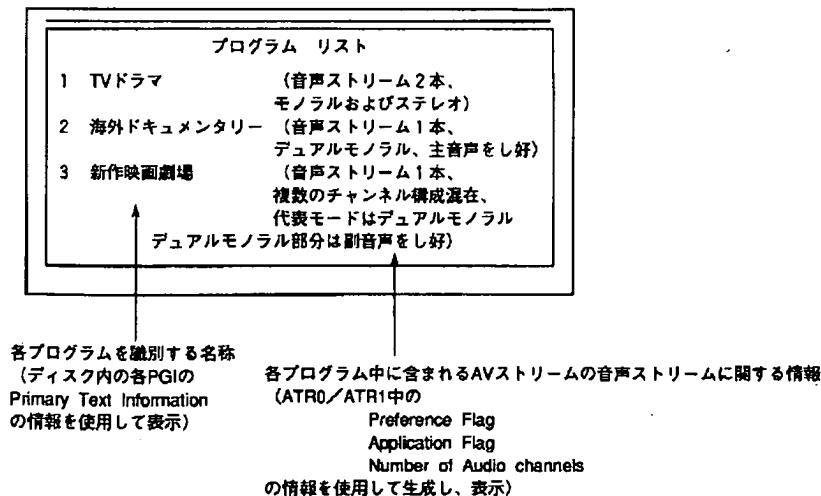 プログラム リスト
1 TVドラマ (音声ストリーム2本、
モノラルおよびステレオ)
2 海外ドキュメンタリー (音声ストリーム1本、
デュアルモノラル、主音声をし好)
3 新作映画劇場 (音声ストリーム1本、
複数のチャンネル構成混在、
代表モードはデュアルモノラル
デュアルモノラル部分は副音声をし好)
各プログラムを識別する名称
(ディスク内の各PGIの
Primary Text Information
の情報を使用して表示)
各プログラム中に含まれるAVストリームの音声ストリームに関する情報
(ATR0/ATR1中の
Preference Flag
Application Flag
Number of Audio channels
の情報を使用して生成し、表示)